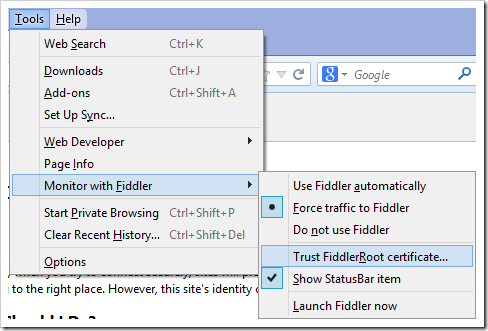 Tools Help
Web Search Ctrl+K
Downloads Ctrl+J
Add-ons Ctrl+Shift+A
Set Up Sync...
Google
Web Developer
Page Info
Monitor with Fiddler
Use Fiddler automatically
Force traffic to Fiddler
Do not use Fiddler
Trust FiddlerRoot certificate...
Show StatusBar item
Launch Fiddler now
Start Private Browsing Ctrl+Shift+P
Clear Recent History... Ctrl+Shift+Del
Options
to the right place. However, this site's identity c